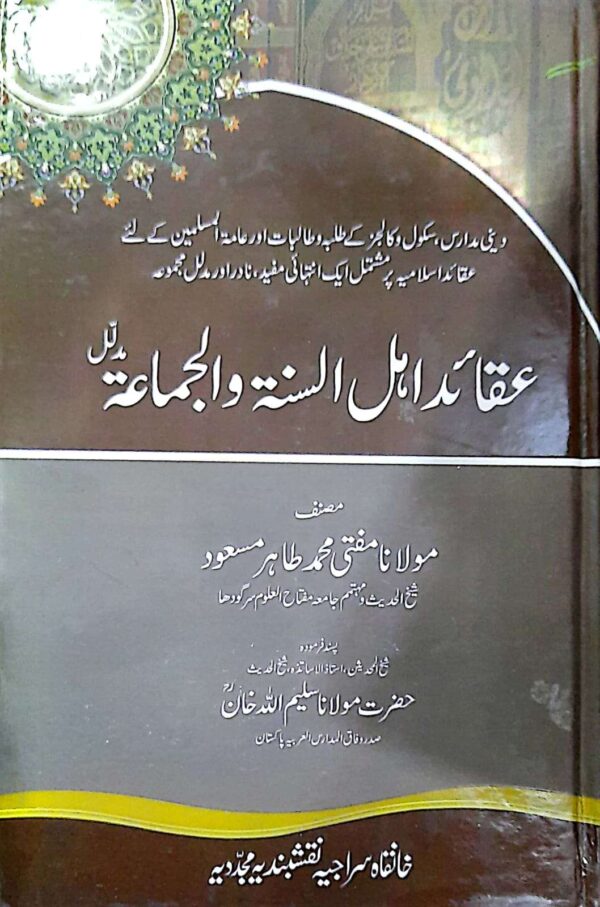 دینی مدارس، سکول و کالجز کے طلبہ و طالبات اور عامۃ المسلمین کے لئے
عقائد اسلامیہ پر مشتمل ایک انتہائی مفید، نادر اور مدلل مجموعہ
عقائد اہل السنۃ والجماعۃ مدلّل
مصنف
مولانا مفتی محمد طاہر مسعود
شیخ الحدیث و مہتمم جامعہ مفتاح العلوم سرگودھا
پسند فرمودہ
شیخ المحدثین، استاذ الاساتذہ، شیخ الحدیث
حضرت مولانا سلیم اللہ خانؒ
صدر وفاق المدارس العربیہ پاکستان
خانقاہ سراجیہ نقشبندیہ مجدّدیہ